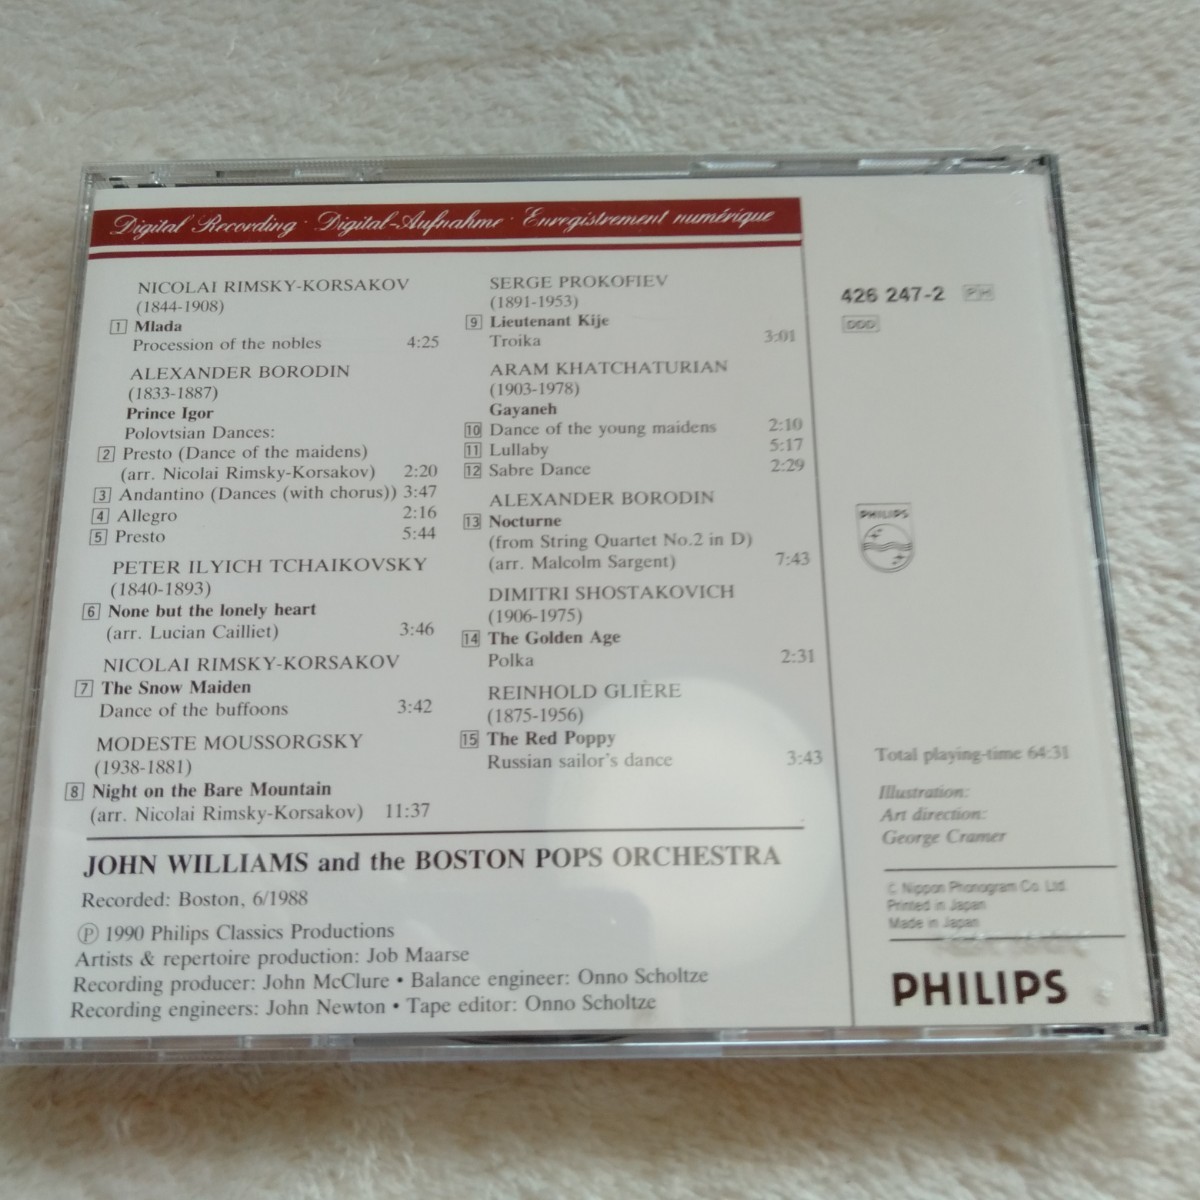 Digital Recording · Digital-Aufnahme · Enregistrement numérique
NICOLAI RIMSKY-KORSAKOV
(1844-1908)
1 Mlada
Procession of the nobles 4:25
ALEXANDER BORODIN
(1833-1887)
Prince Igor
Polovtsian Dances:
2 Presto (Dance of the maidens)
(arr. Nicolai Rimsky-Korsakov) 2:20
3 Andantino (Dances (with chorus)) 3:47
4 Allegro 2:16
5 Presto 5:44
PETER ILYICH TCHAIKOVSKY
(1840-1893)
6 None but the lonely heart
(arr. Lucian Cailliet) 3:46
NICOLAI RIMSKY-KORSAKOV
7 The Snow Maiden
Dance of the buffoons 3:42
MODESTE MOUSSORGSKY
(1938-1881)
8 Night on the Bare Mountain
(arr. Nicolai Rimsky-Korsakov) 11:37
SERGE PROKOFIEV
(1891-1953)
9 Lieutenant Kije
Troika 3:01
ARAM KHATCHATURIAN
(1903-1978)
Gayaneh
10 Dance of the young maidens 2:10
11 Lullaby 5:17
12 Sabre Dance 2:29
ALEXANDER BORODIN
13 Nocturne
(from String Quartet No.2 in D)
(arr. Malcolm Sargent) 7:43
DIMITRI SHOSTAKOVICH
(1906-1975)
14 The Golden Age
Polka 2:31
REINHOLD GLIÈRE
(1875-1956)
15 The Red Poppy
Russian sailor's dance 3:43
JOHN WILLIAMS and the BOSTON POPS ORCHESTRA
Recorded: Boston, 6/1988
Ⓟ 1990 Philips Classics Productions
Artists & repertoire production: Job Maarse
Recording producer: John McClure • Balance engineer: Onno Scholtze
Recording engineers: John Newton • Tape editor: Onno Scholtze
426 247-2 PH
DDD
PHILIPS
Total playing-time 64:31
Illustration:
Art direction:
George Cramer
© Nippon Phonogram Co. Ltd.
Printed in Japan
Made in Japan
PHILIPS